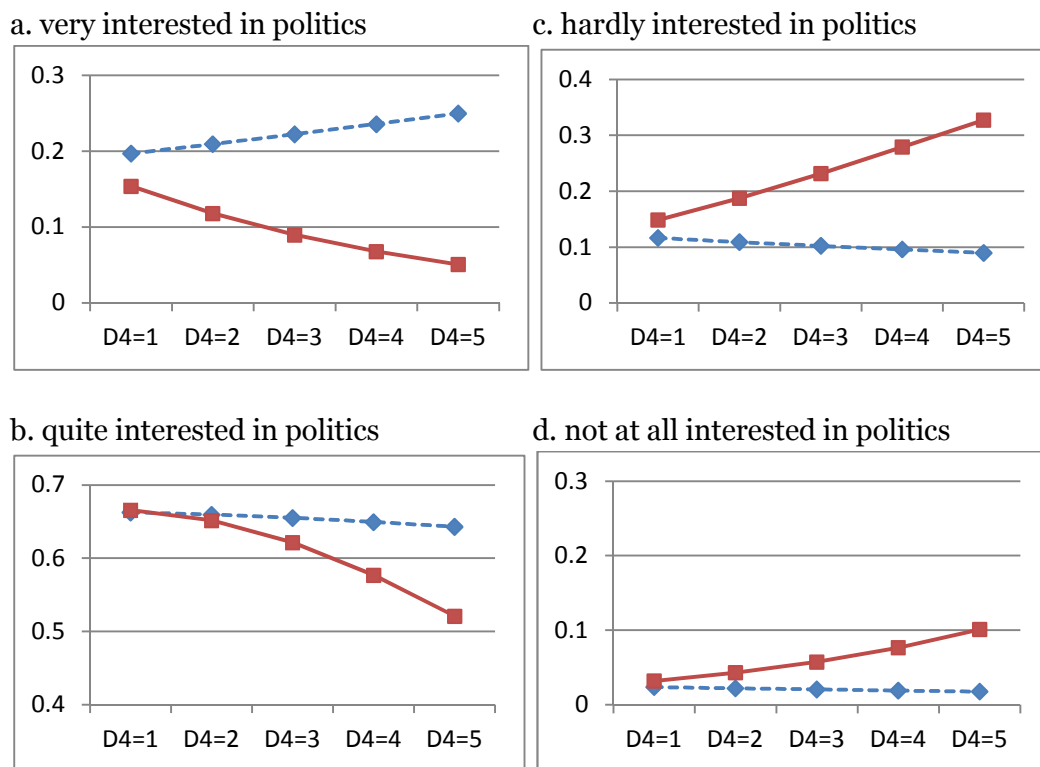 a. very interested in politics
0.3
0.2
0.1
0
D4=1 D4=2 D4=3 D4=4 D4=5
c. hardly interested in politics
0.4
0.3
0.2
0.1
0
D4=1 D4=2 D4=3 D4=4 D4=5
b. quite interested in politics
0.7
0.6
0.5
0.4
D4=1 D4=2 D4=3 D4=4 D4=5
d. not at all interested in politics
0.3
0.2
0.1
0
D4=1 D4=2 D4=3 D4=4 D4=5